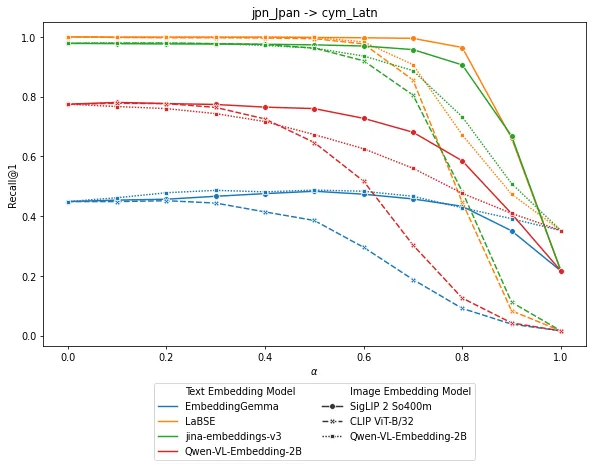 jpn_Jpan -> cym_Latn
Recall@1
1.0
0.8
0.6
0.4
0.2
0.0
0.0 0.2 0.4 0.6 0.8 1.0
α
Text Embedding Model Image Embedding Model
EmbeddingGemma SigLIP 2 So400m
LaBSE CLIP ViT-B/32
jina-embeddings-v3 Qwen-VL-Embedding-2B
Qwen-VL-Embedding-2B